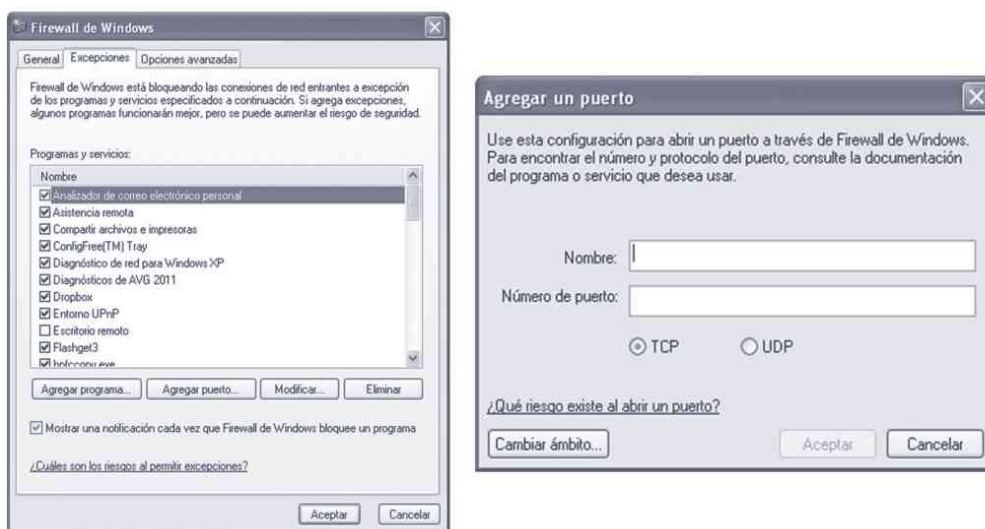 Firewall de Windows
General
Excepciones
Opciones avanzadas
Firewall de Windows está bloqueando las conexiones de red entrantes a excepción
de los programas y servicios especificados a continuación. Si agrega excepciones,
algunos programas funcionarán mejor, pero se puede aumentar el riesgo de seguridad.
Programas y servicios:
Nombre
Analizador de correo electrónico personal
Asistencia remota
Compartir archivos e impresoras
ConfigFree(TM) Tray
Diagnóstico de red para Windows XP
Diagnósticos de AVG 2011
Dropbox
Entorno UPnP
Escritorio remoto
Flashget3
Agregar programa...
Agregar puerto...
Modificar...
Eliminar
Mostrar una notificación cada vez que Firewall de Windows bloquee un programa
¿Cuáles son los riesgos al permitir excepciones?
Aceptar
Cancelar
Agregar un puerto
Use esta configuración para abrir un puerto a través de Firewall de Windows.
Para encontrar el número y protocolo del puerto, consulte la documentación
del programa o servicio que desea usar.
Nombre:
Número de puerto:
TCP
UDP
¿Qué riesgo existe al abrir un puerto?
Cambiar ámbito...
Aceptar
Cancelar